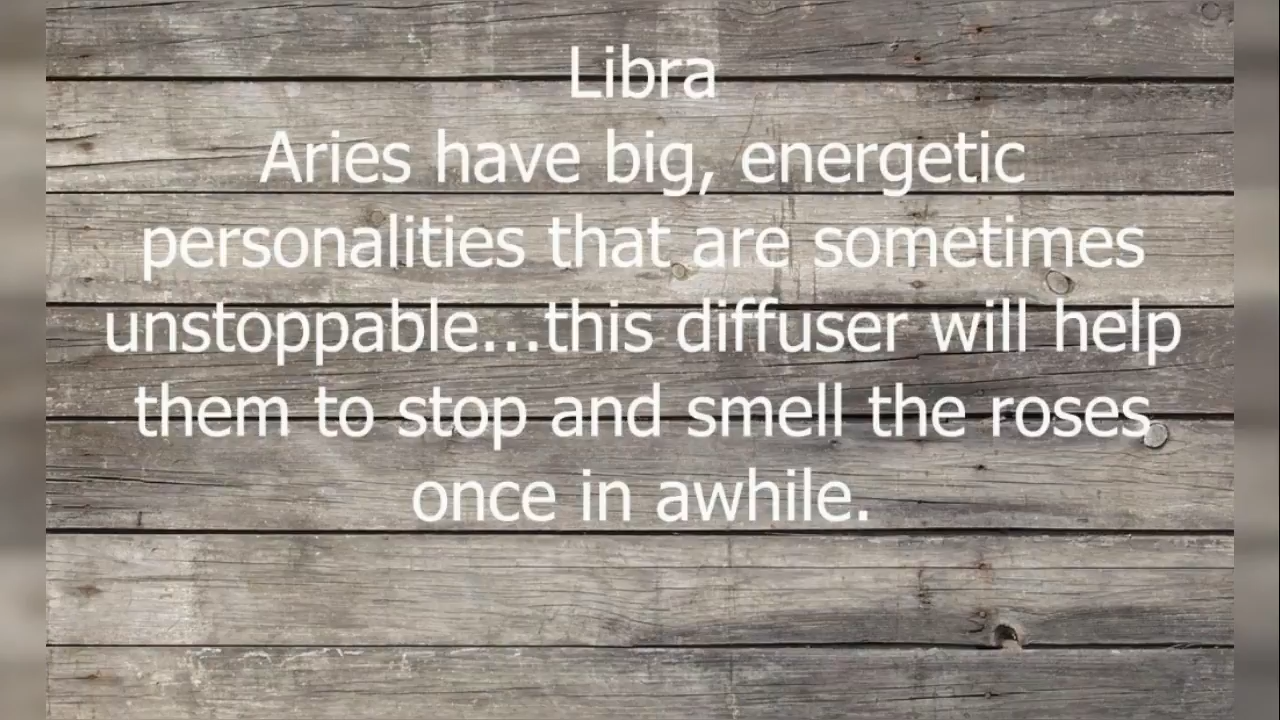 Libra
Aries have big, energetic
personalities that are sometimes
unstoppable...this diffuser will help
them to stop and smell the roses
once in awhile.